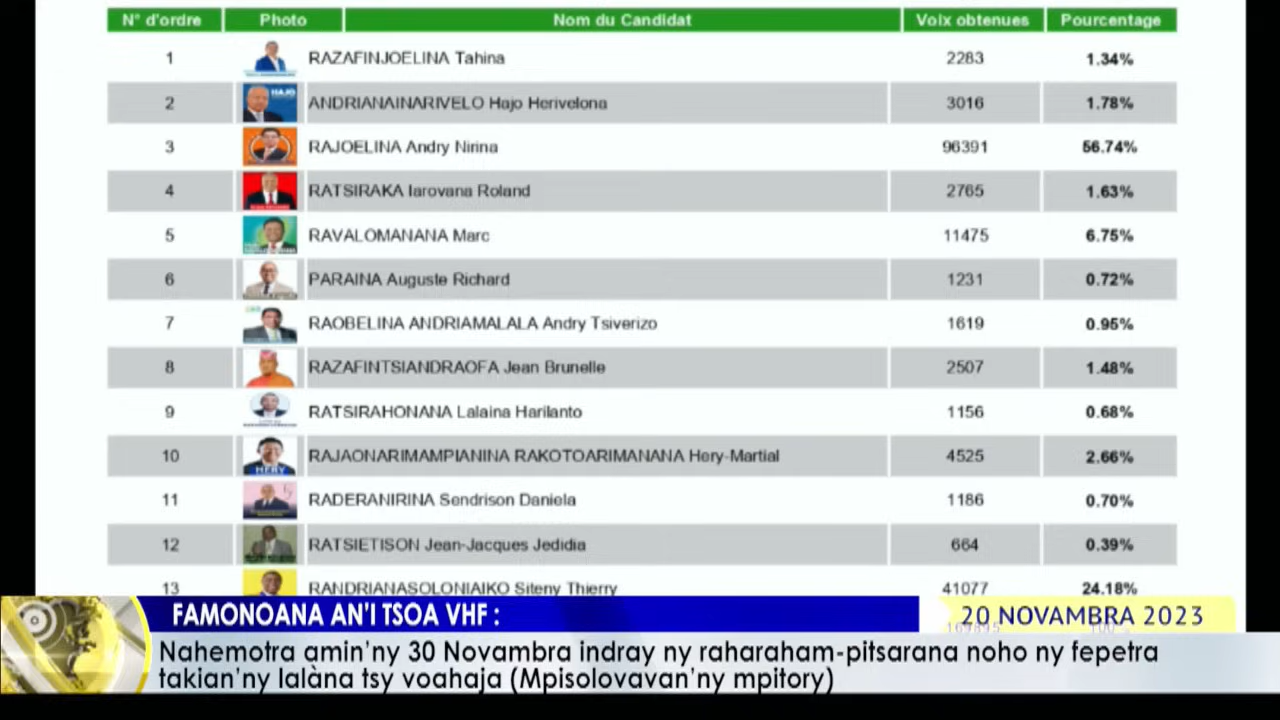 N° d'ordre Photo Nom du Candidat Voix obtenues Pourcentage
1 RAZAFINJOELINA Tahina 2283 1.34%
2 HAJO ANDRIANAINARIVELO Hajo Herivelona 3016 1.78%
3 RAJOELINA Andry Nirina 96391 56.74%
4 RATSIRAKA Iarovana Roland 2765 1.63%
5 RAVALOMANANA Marc 11475 6.75%
6 PARAINA Auguste Richard 1231 0.72%
7 RAOBELINA ANDRIAMALALA Andry Tsiverizo 1619 0.95%
8 RAZAFINTSIANDRAOFA Jean Brunelle 2507 1.48%
9 RATSIRAHONANA Lalaina Harilanto 1156 0.68%
10 HERY RAJAONARIMAMPIANINA RAKOTOARIMANANA Hery-Martial 4525 2.66%
11 RADERANIRINA Sendrison Daniela 1186 0.70%
12 RATSIETISON Jean-Jacques Jedidia 664 0.39%
13 RANDRIANASOLONIAIKO Siteny Thierry 41077 24.18%
169895 100%
FAMONOANA AN'I TSOA VHF :
20 NOVAMBRA 2023
Nahemotra amin'ny 30 Novambra indray ny raharaham-pitsarana noho ny fepetra
takian'ny lalàna tsy voahaja (Mpisolovavan'ny mpitory)